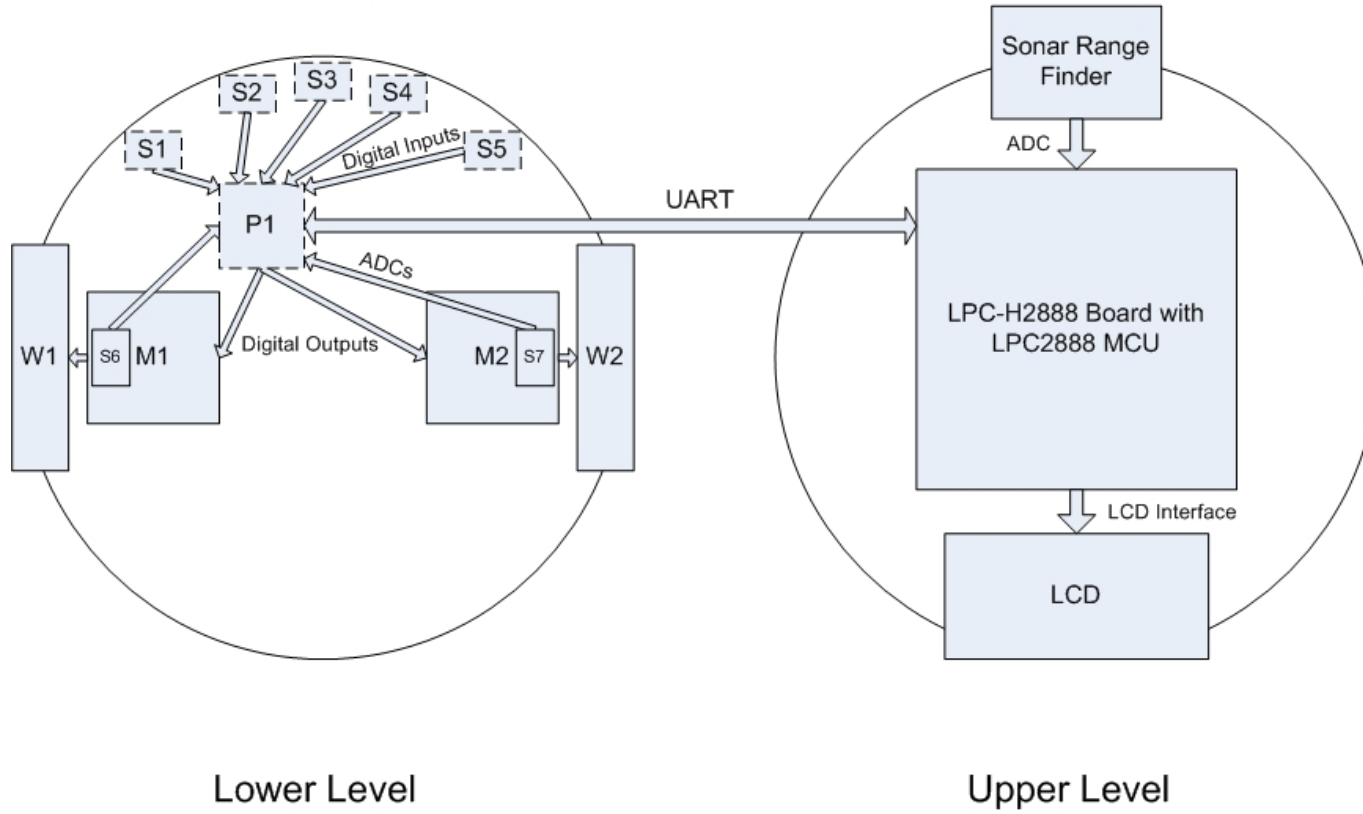 Sonar Range
Finder
S1
S2
S3
S4
S5
Digital Inputs
P1
ADCs
Digital Outputs
W1
S6
M1
M2
S7
W2
UART
ADC
LPC-H2888 Board with
LPC2888 MCU
LCD Interface
LCD
Lower Level
Upper Level